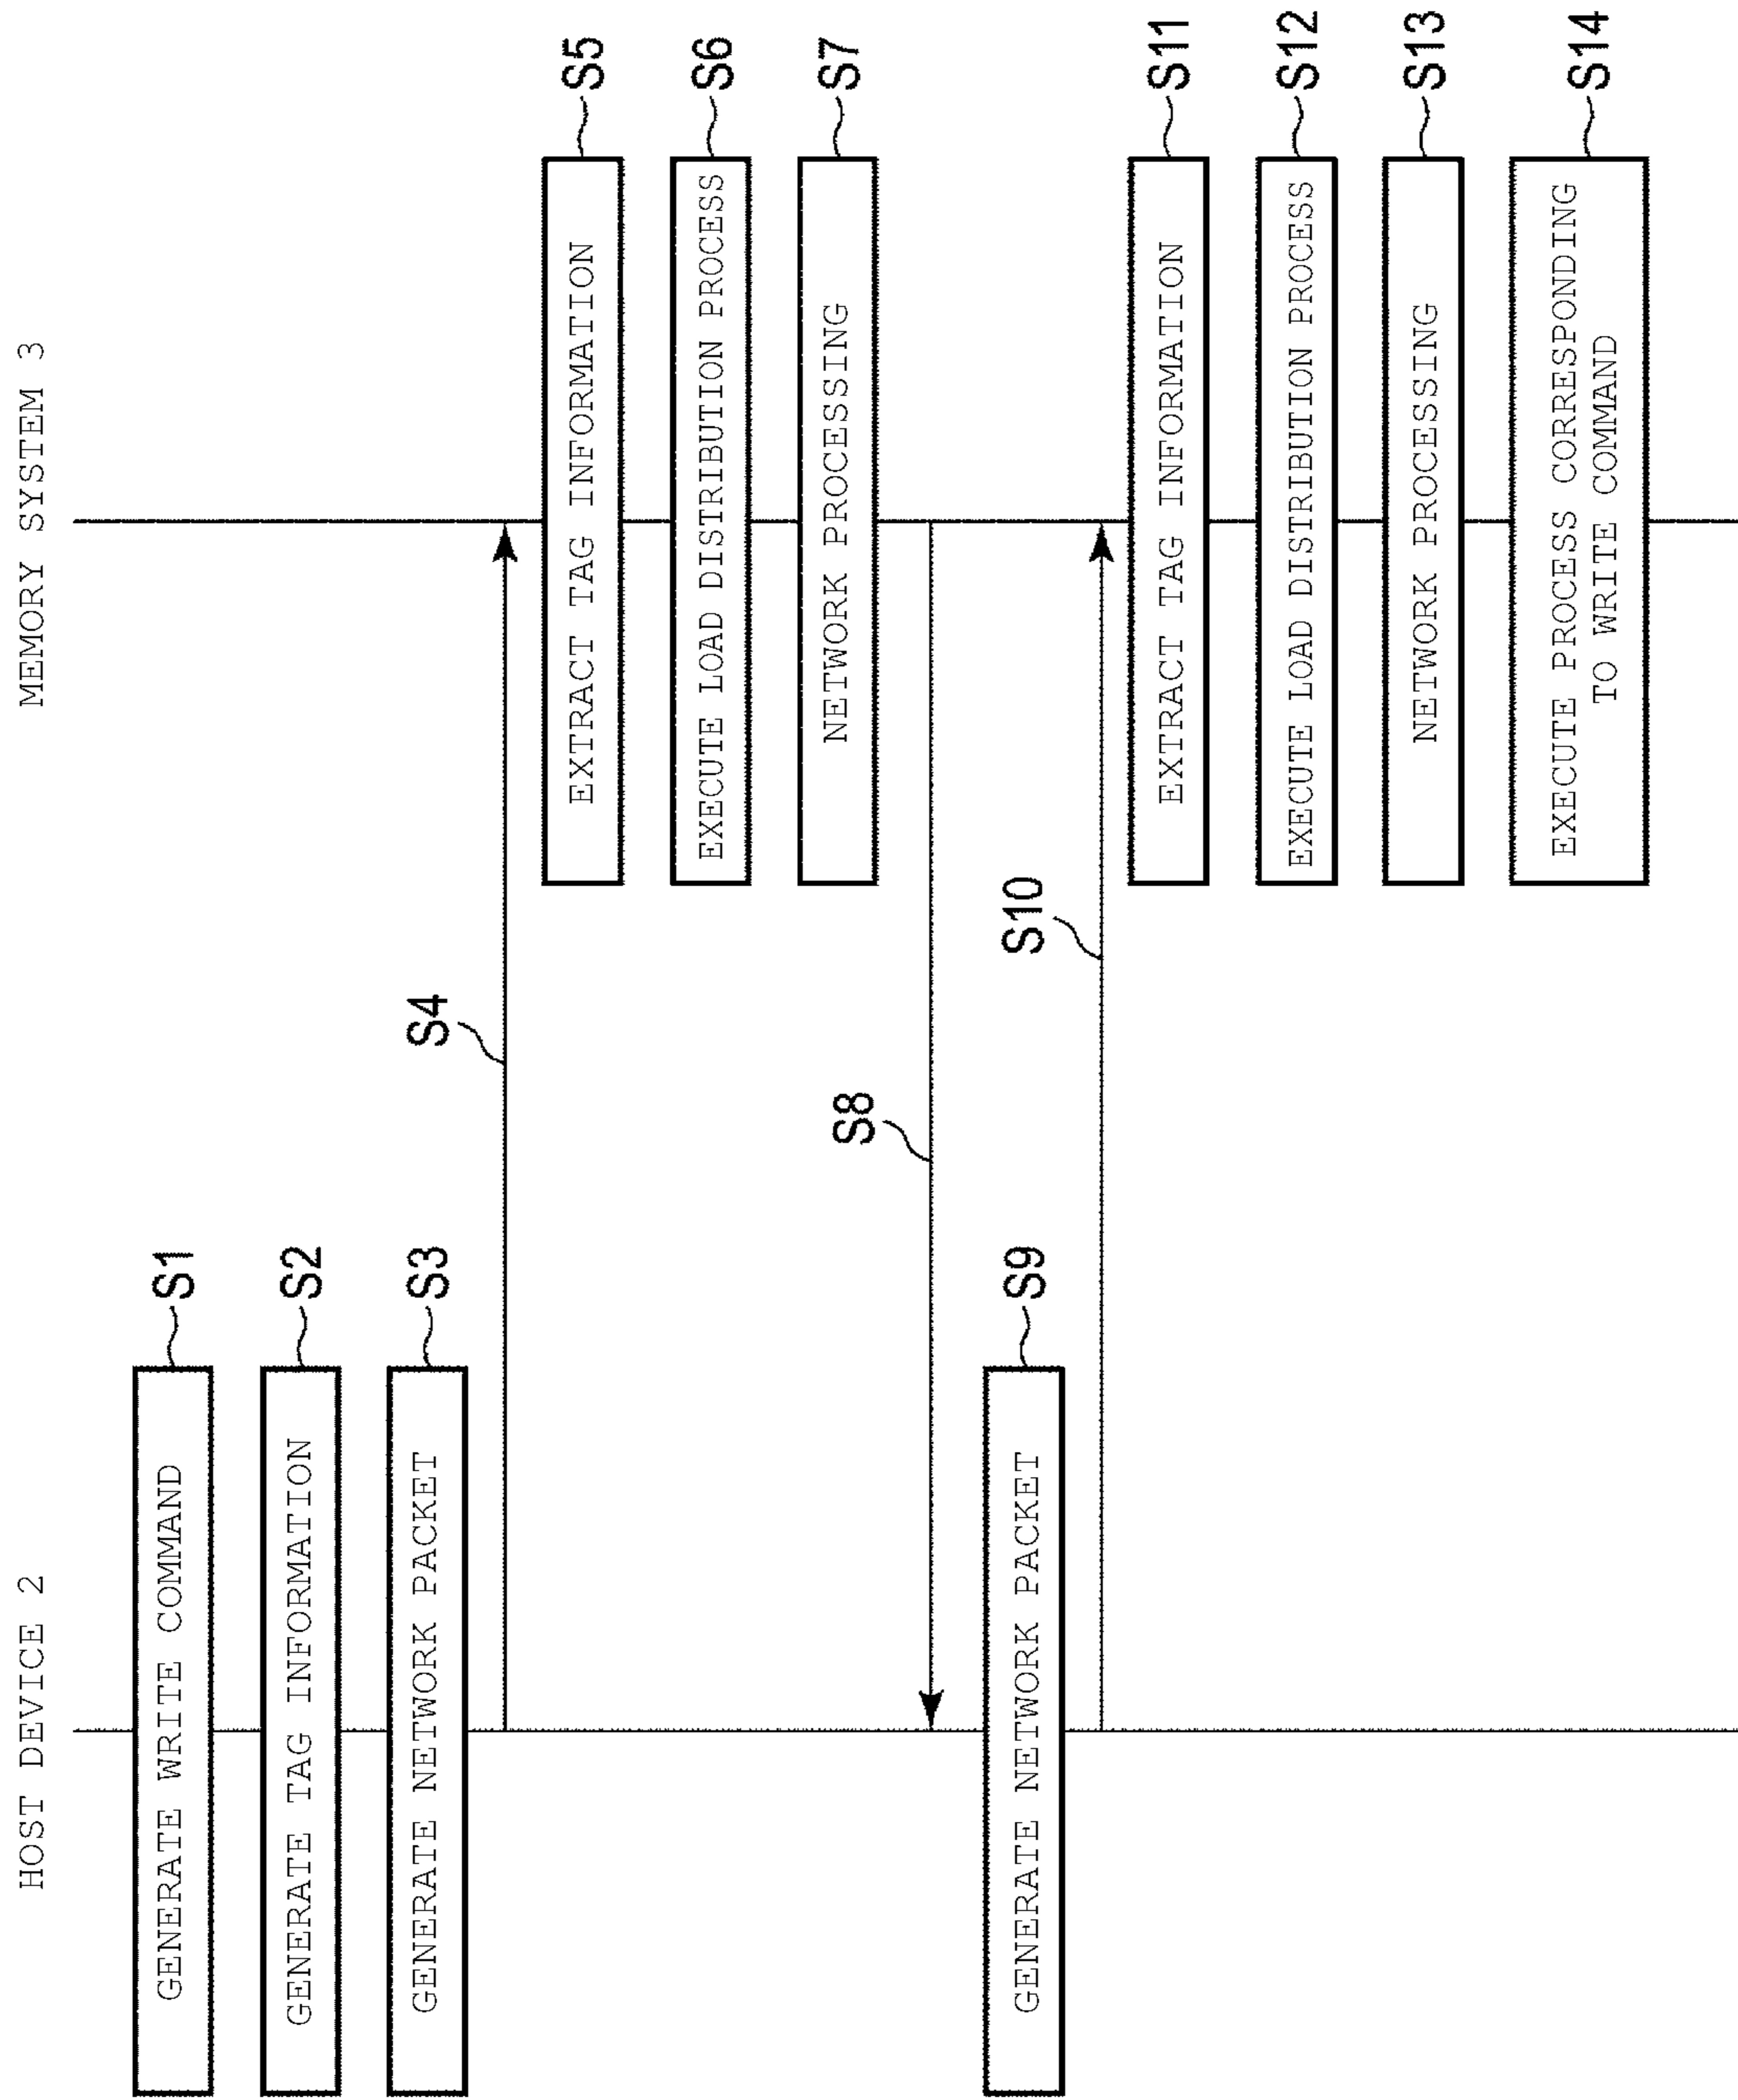 HOST DEVICE 2
MEMORY SYSTEM 3
GENERATE WRITE COMMAND
S1
GENERATE TAG INFORMATION
S2
GENERATE NETWORK PACKET
S3
S4
EXTRACT TAG INFORMATION
S5
EXECUTE LOAD DISTRIBUTION PROCESS
S6
NETWORK PROCESSING
S7
S8
GENERATE NETWORK PACKET
S9
S10
EXTRACT TAG INFORMATION
S11
EXECUTE LOAD DISTRIBUTION PROCESS
S12
NETWORK PROCESSING
S13
EXECUTE PROCESS CORRESPONDING
TO WRITE COMMAND
S14